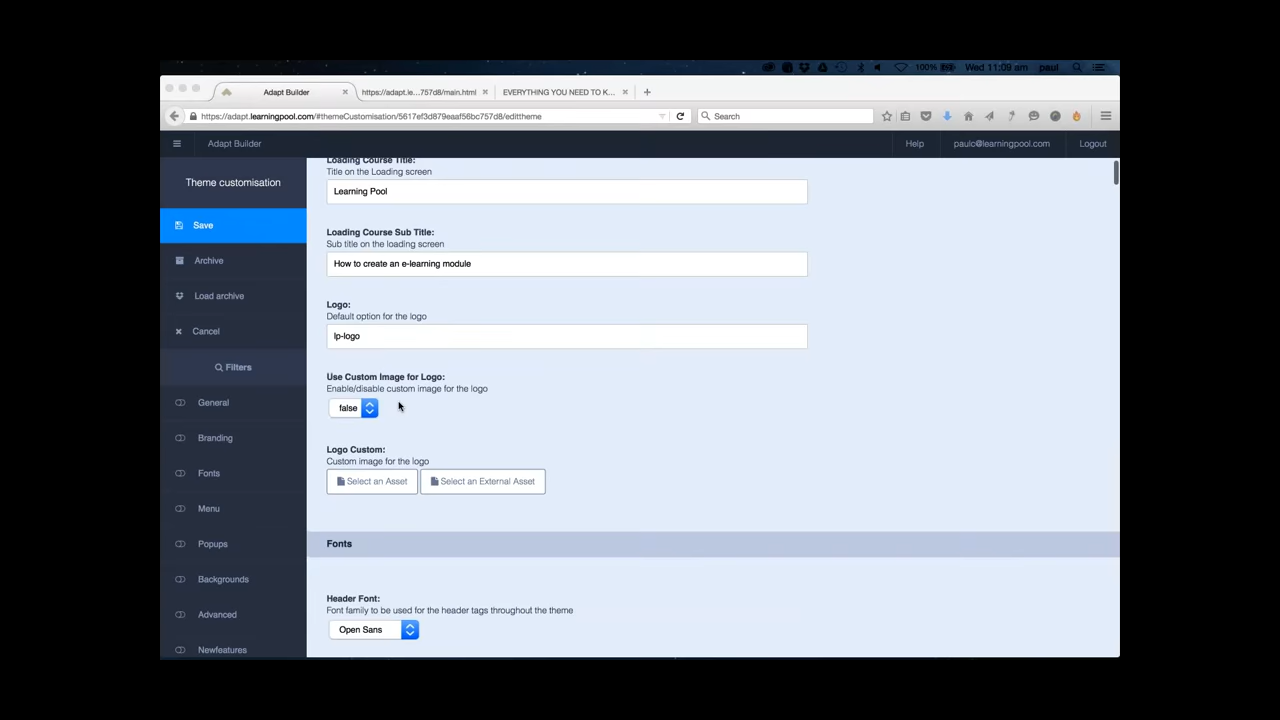 100% Wed 11:09 am paul
Adapt Builder https://adapt.le...757d8/main.html EVERYTHING YOU NEED TO K...
https://adapt.learningpool.com/#themeCustomisation/5617ef3d879eaaf56bc757d8/edittheme Search
Adapt Builder Help paulc@learningpool.com Logout
Theme customisation
Save
Archive
Load archive
Cancel
Filters
General
Branding
Fonts
Menu
Popups
Backgrounds
Advanced
Newfeatures
Loading Course Title:
Title on the Loading screen
Learning Pool
Loading Course Sub Title:
Sub title on the loading screen
How to create an e-learning module
Logo:
Default option for the logo
lp-logo
Use Custom Image for Logo:
Enable/disable custom image for the logo
false
Logo Custom:
Custom image for the logo
Select an Asset Select an External Asset
Fonts
Header Font:
Font family to be used for the header tags throughout the theme
Open Sans